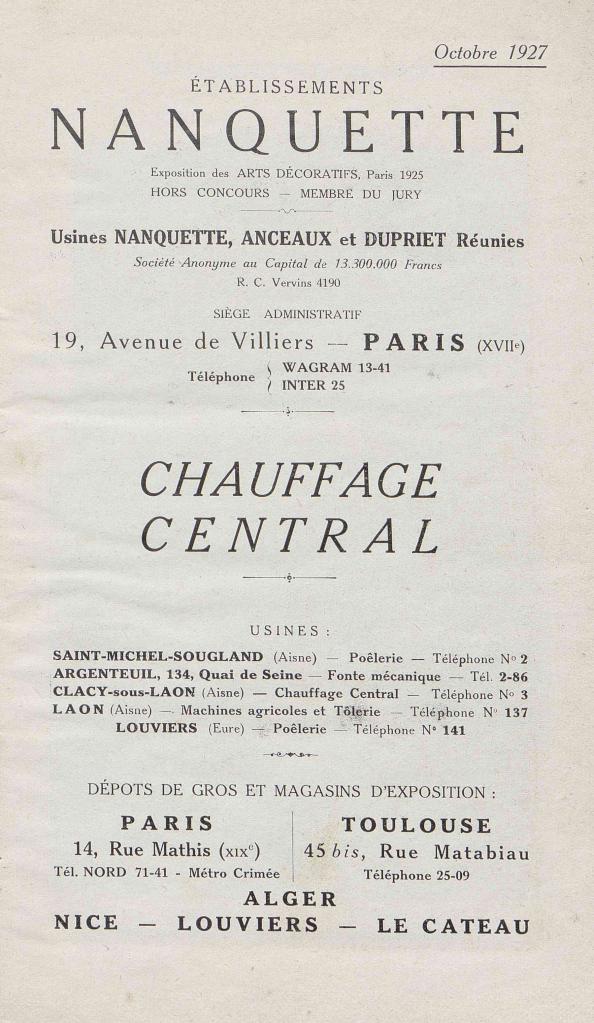 Octobre 1927
ÉTABLISSEMENTS
NANQUETTE
Exposition des ARTS DÉCORATIFS, Paris 1925
HORS CONCOURS — MEMBRE DU JURY
Usines NANQUETTE, ANCEAUX et DUPRIET Réunies
Société Anonyme au Capital de 13.300.000 Francs
R. C. Vervins 4190
SIÈGE ADMINISTRATIF
19, Avenue de Villiers — PARIS (XVIIe)
Téléphone { WAGRAM 13-41
INTER 25
CHAUFFAGE
CENTRAL
USINES :
SAINT-MICHEL-SOUGLAND (Aisne) — Poêlerie — Téléphone No 2
ARGENTEUIL, 134, Quai de Seine — Fonte mécanique — Tél. 2-86
CLACY-sous-LAON (Aisne) — Chauffage Central — Téléphone No 3
LAON (Aisne) — Machines agricoles et Tôlerie — Téléphone No 137
LOUVIERS (Eure) — Poêlerie — Téléphone No 141
DÉPOTS DE GROS ET MAGASINS D'EXPOSITION :
PARIS
14, Rue Mathis (XIXe)
Tél. NORD 71-41 - Métro Crimée
TOULOUSE
45 bis, Rue Matabiau
Téléphone 25-09
ALGER
NICE — LOUVIERS — LE CATEAU